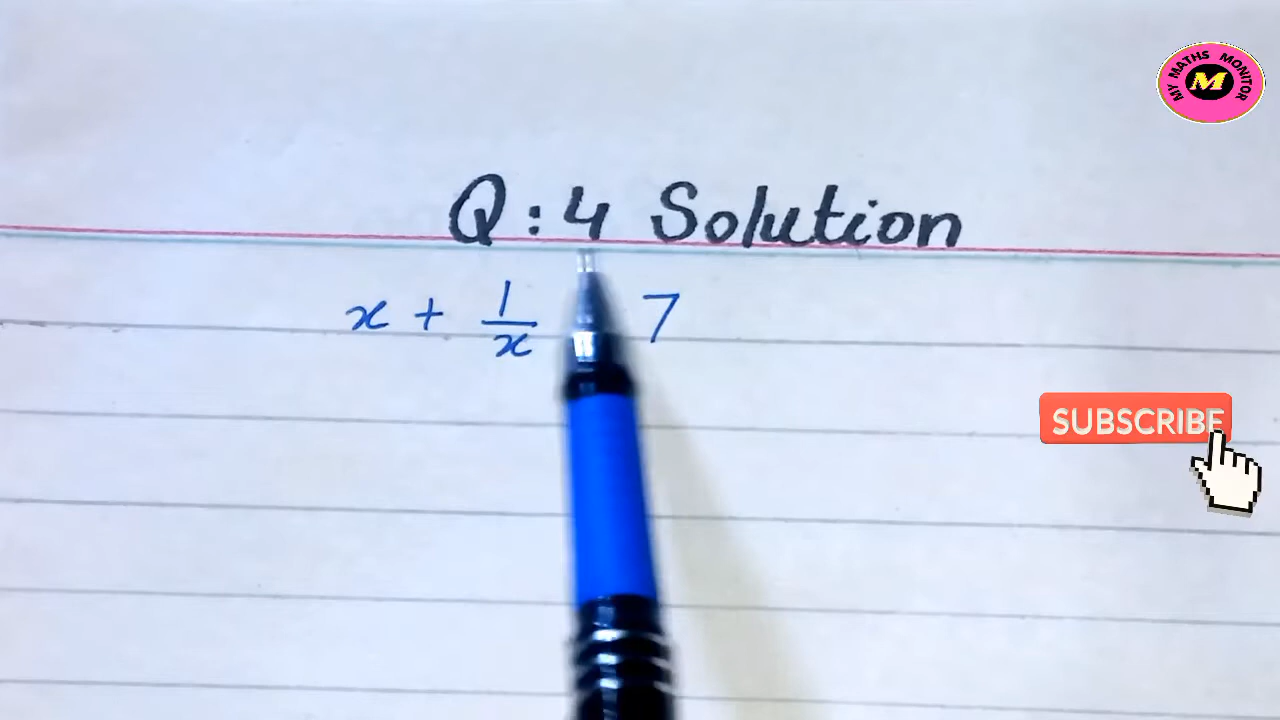 MY MATHS MONITOR
M
Q : 4 Solution
x + 1/x 7
SUBSCRIBE